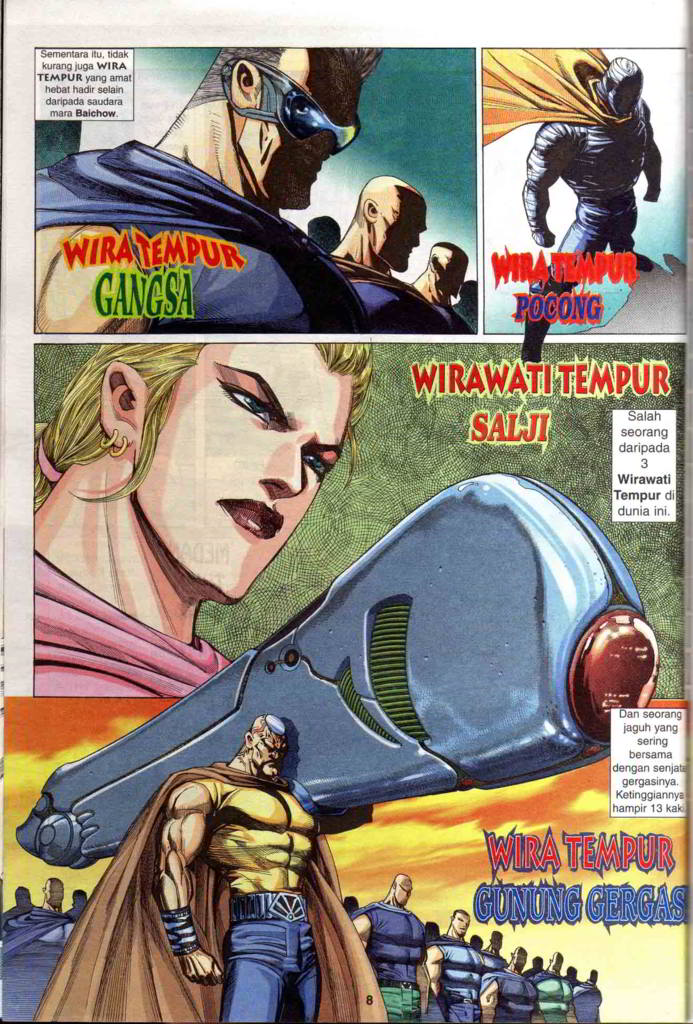 Sementara itu, tidak
kurang juga WIRA
TEMPUR yang amat
hebat hadir selain
daripada saudara
mara Baichow.
WIRA TEMPUR
GANGSA
WIRA TEMPUR
POCONG
WIRAWATI TEMPUR
SALJI
Salah
seorang
daripada
3
Wirawati
Tempur di
dunia ini.
Dan seorang
jaguh yang
sering
bersama
dengan senjata
gergasinya.
Ketinggiannya
hampir 13 kaki.
WIRA TEMPUR
GUNUNG GERGASI
8